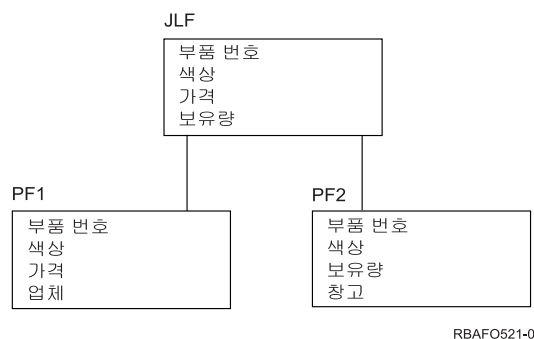 JLF
부품 번호
색상
가격
보유량
PF1
부품 번호
색상
가격
업체
PF2
부품 번호
색상
보유량
창고
RBAFO521-0